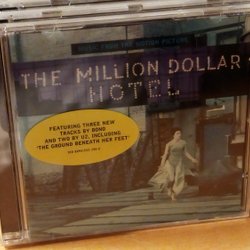 MUSIC FROM THE MOTION PICTURE
THE MILLION DOLLAR
HOTEL
FEATURING THREE NEW
TRACKS BY BONO
AND TWO BY U2, INCLUDING
'THE GROUND BENEATH HER FEET'